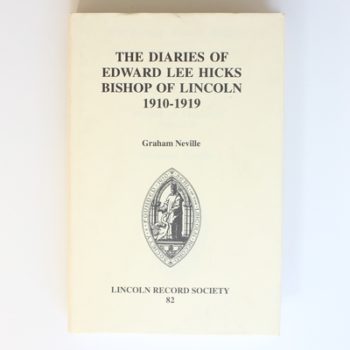 THE DIARIES OF
EDWARD LEE HICKS
BISHOP OF LINCOLN
1910-1919
Graham Neville
LINCOLN RECORD SOCIETY
82